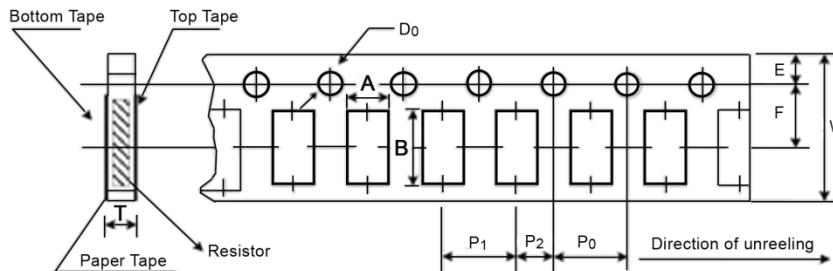 Bottom Tape
Top Tape
D0
A
E
F
B
W
T
P1
P2
P0
Direction of unreeling
Resistor
Paper Tape